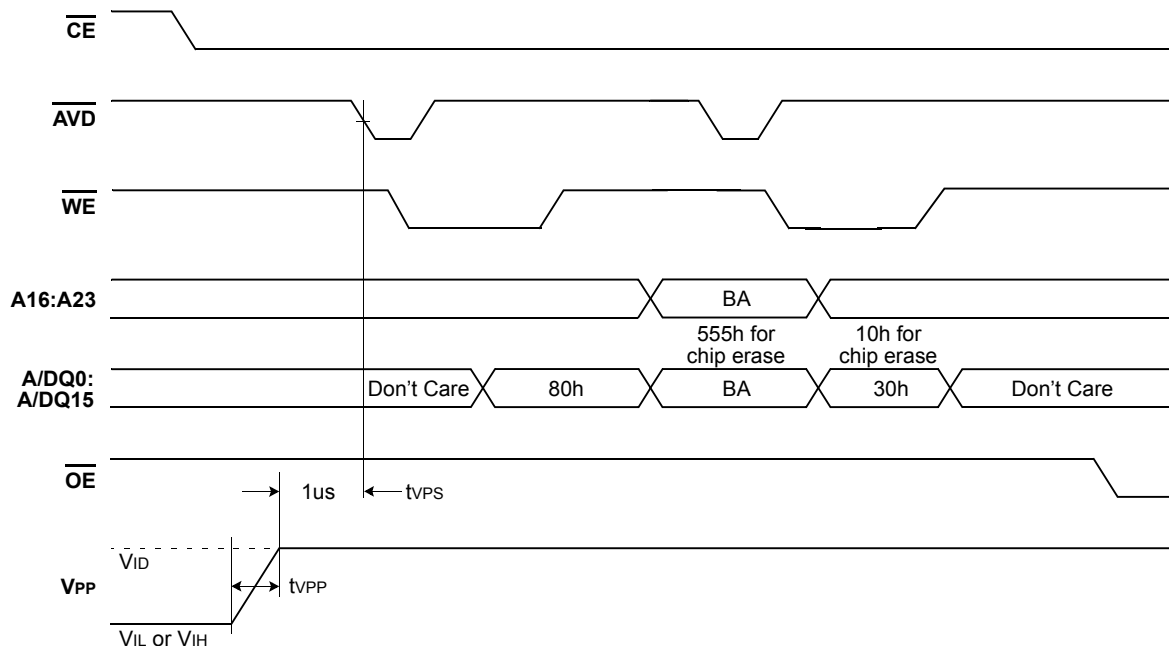 CE
AVD
WE
A16:A23
BA
555h for
chip erase
10h for
chip erase
A/DQ0:
A/DQ15
Don't Care
80h
BA
30h
Don't Care
OE
1us
tVPS
VID
VPP
tVPP
VIL or VIH